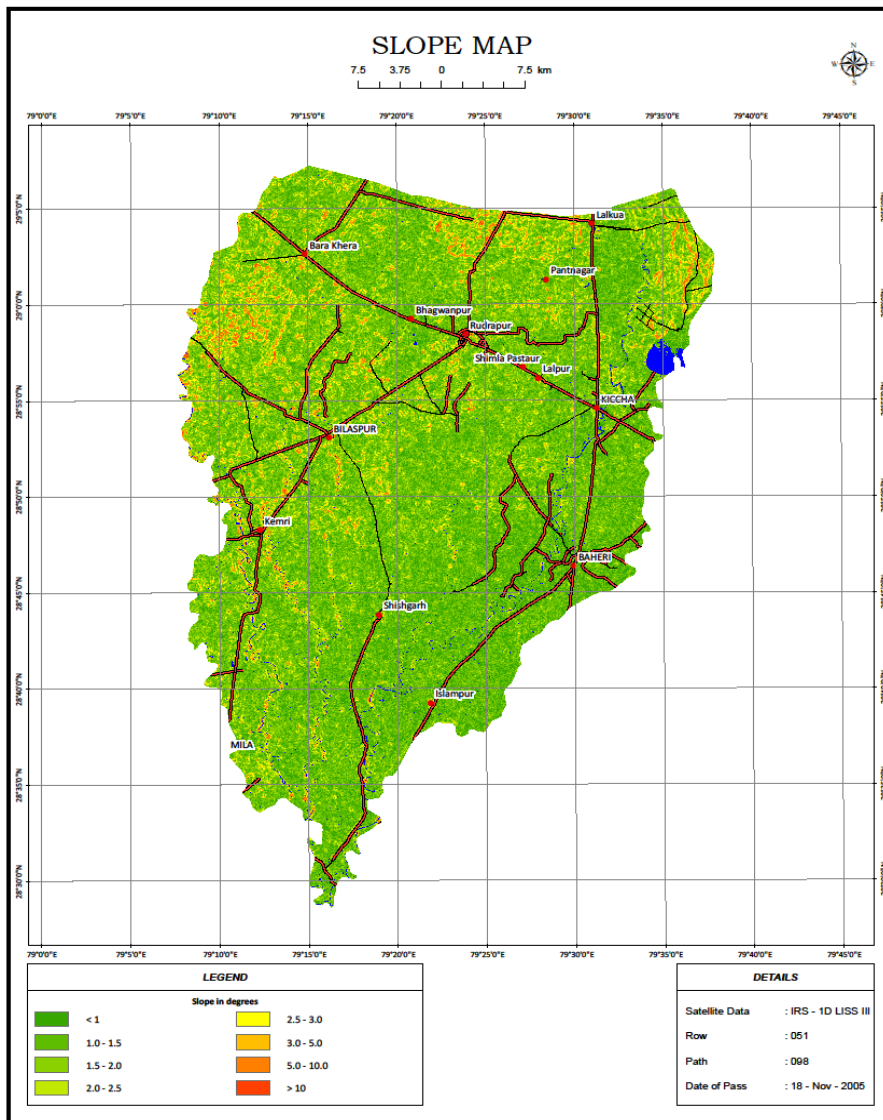 SLOPE MAP
7.5 3.75 0 7.5 km
N
W E
S
79°0'0"E 79°5'0"E 79°10'0"E 79°15'0"E 79°20'0"E 79°25'0"E 79°30'0"E 79°35'0"E 79°40'0"E 79°45'0"E
29°5'0"N
Lalkua
Bara Khera
Pantnagar
29°0'0"N
Bhagwanpur
Rudrapur
Shimla Pastaur
Lalpur
28°55'0"N
KICCHA
BILASPUR
28°50'0"N
Kemri
BAHERI
28°45'0"N
Shishgarh
28°40'0"N
Islampur
MILA
28°35'0"N
28°30'0"N
79°0'0"E 79°5'0"E 79°10'0"E 79°15'0"E 79°20'0"E 79°25'0"E 79°30'0"E 79°35'0"E 79°40'0"E 79°45'0"E
LEGEND
Slope in degrees
< 1
1.0 - 1.5
1.5 - 2.0
2.0 - 2.5
2.5 - 3.0
3.0 - 5.0
5.0 - 10.0
> 10
DETAILS
Satellite Data : IRS - 1D LISS III
Row : 051
Path : 098
Date of Pass : 18 - Nov - 2005